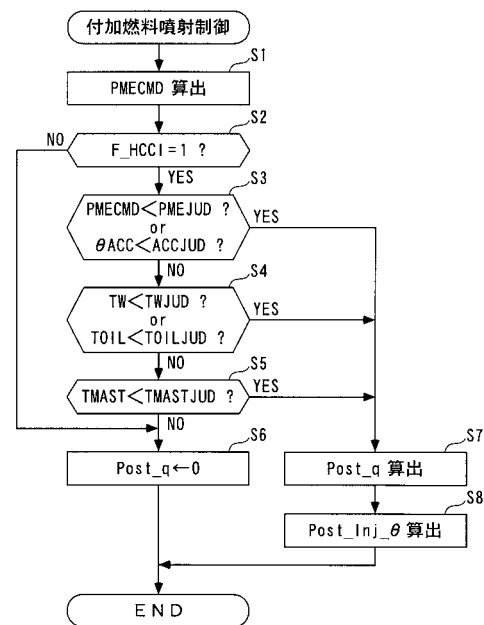 付加燃料噴射制御
S1
PMECMD 算出
S2
NO
F_HCCI=1 ?
YES
S3
PMECMD<PMEJUD ?
or
θACC<ACCJUD ?
YES
NO
S4
TW<TWJUD ?
or
TOIL<TOILJUD ?
YES
NO
S5
TMAST<TMASTJUD ?
YES
NO
S6
Post_q←0
S7
Post_q 算出
S8
Post_Inj_θ 算出
END